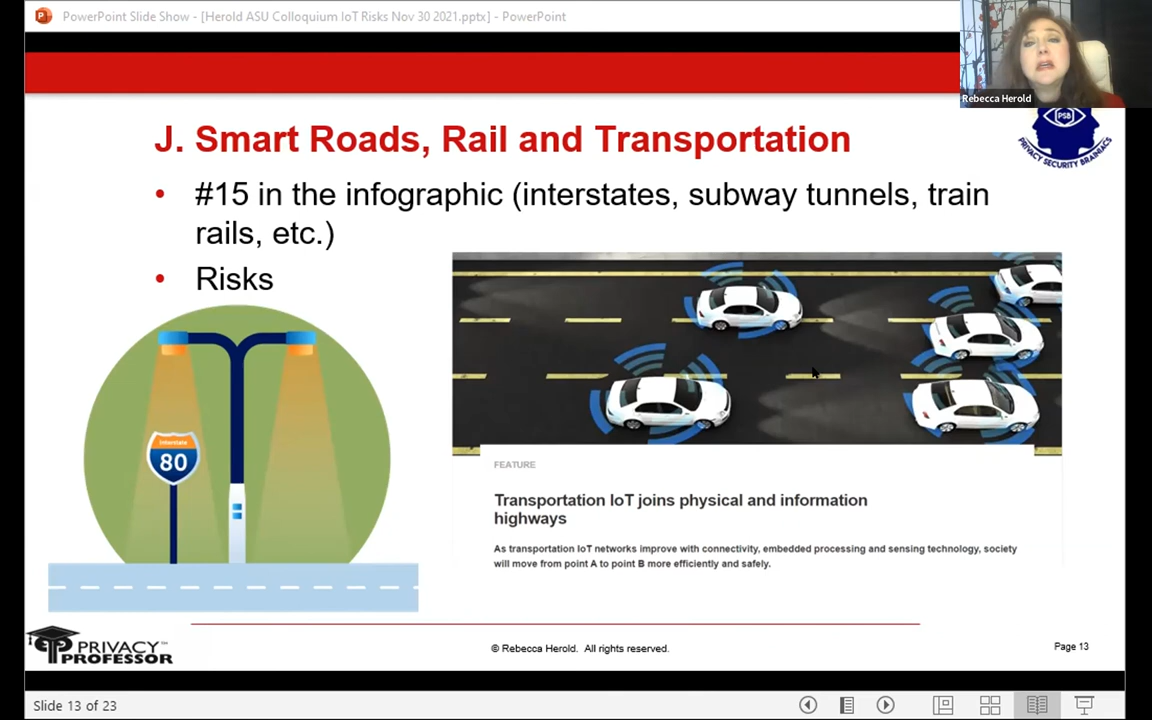 PowerPoint Slide Show - [Herold ASU Colloquium IoT Risks Nov 30 2021.pptx] - PowerPoint
Rebecca Herold
PSB
PRIVACY SECURITY BRAINIACS
J. Smart Roads, Rail and Transportation
• #15 in the infographic (interstates, subway tunnels, train
rails, etc.)
• Risks
Interstate
80
FEATURE
Transportation IoT joins physical and information
highways
As transportation IoT networks improve with connectivity, embedded processing and sensing technology, society
will move from point A to point B more efficiently and safely.
PRIVACY™
PROFESSOR
© Rebecca Herold. All rights reserved.
Page 13
Slide 13 of 23